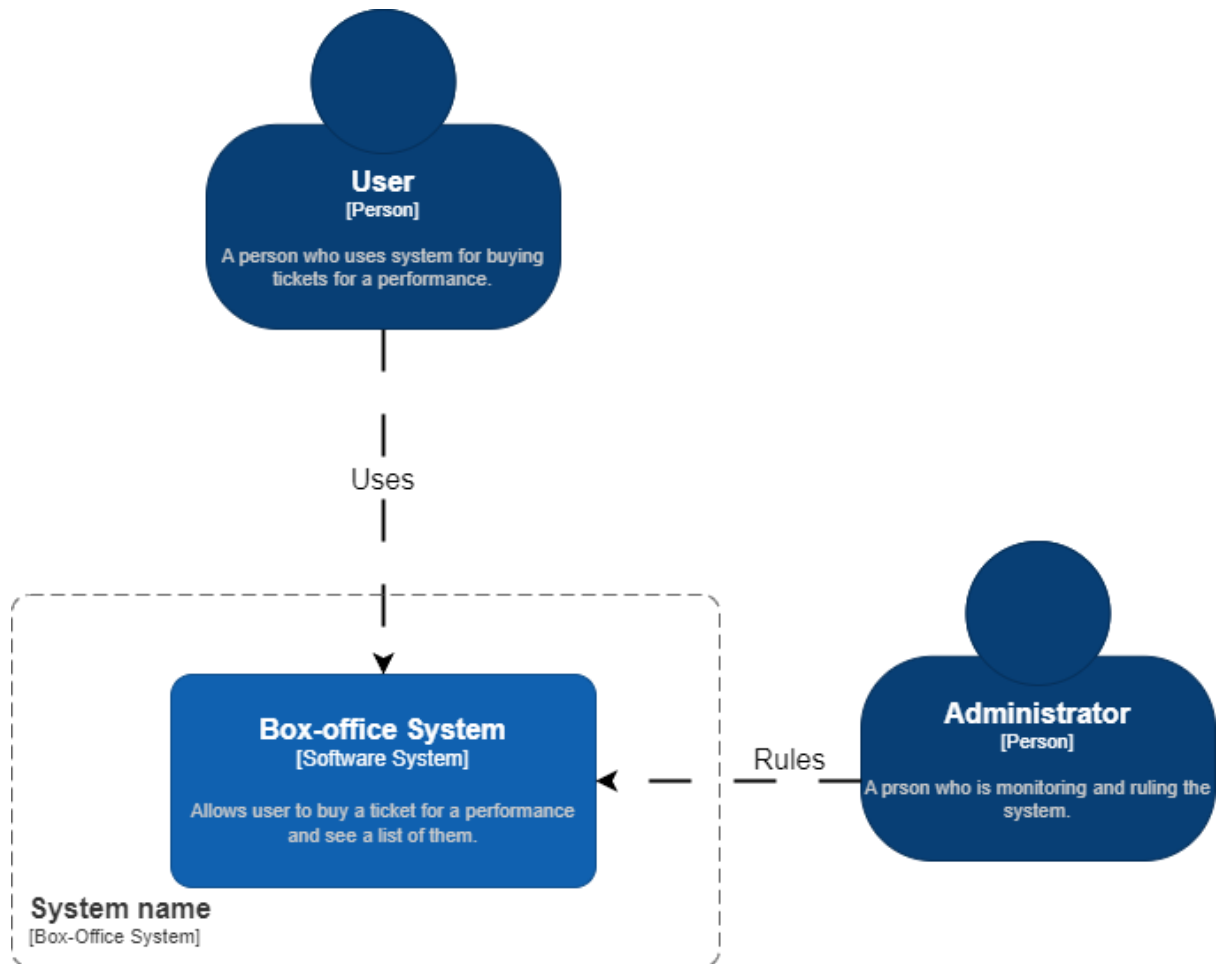 User
[Person]
A person who uses system for buying
tickets for a performance.
Uses
Box-office System
[Software System]
Allows user to buy a ticket for a performance
and see a list of them.
Rules
Administrator
[Person]
A prson who is monitoring and ruling the
system.
System name
[Box-Office System]